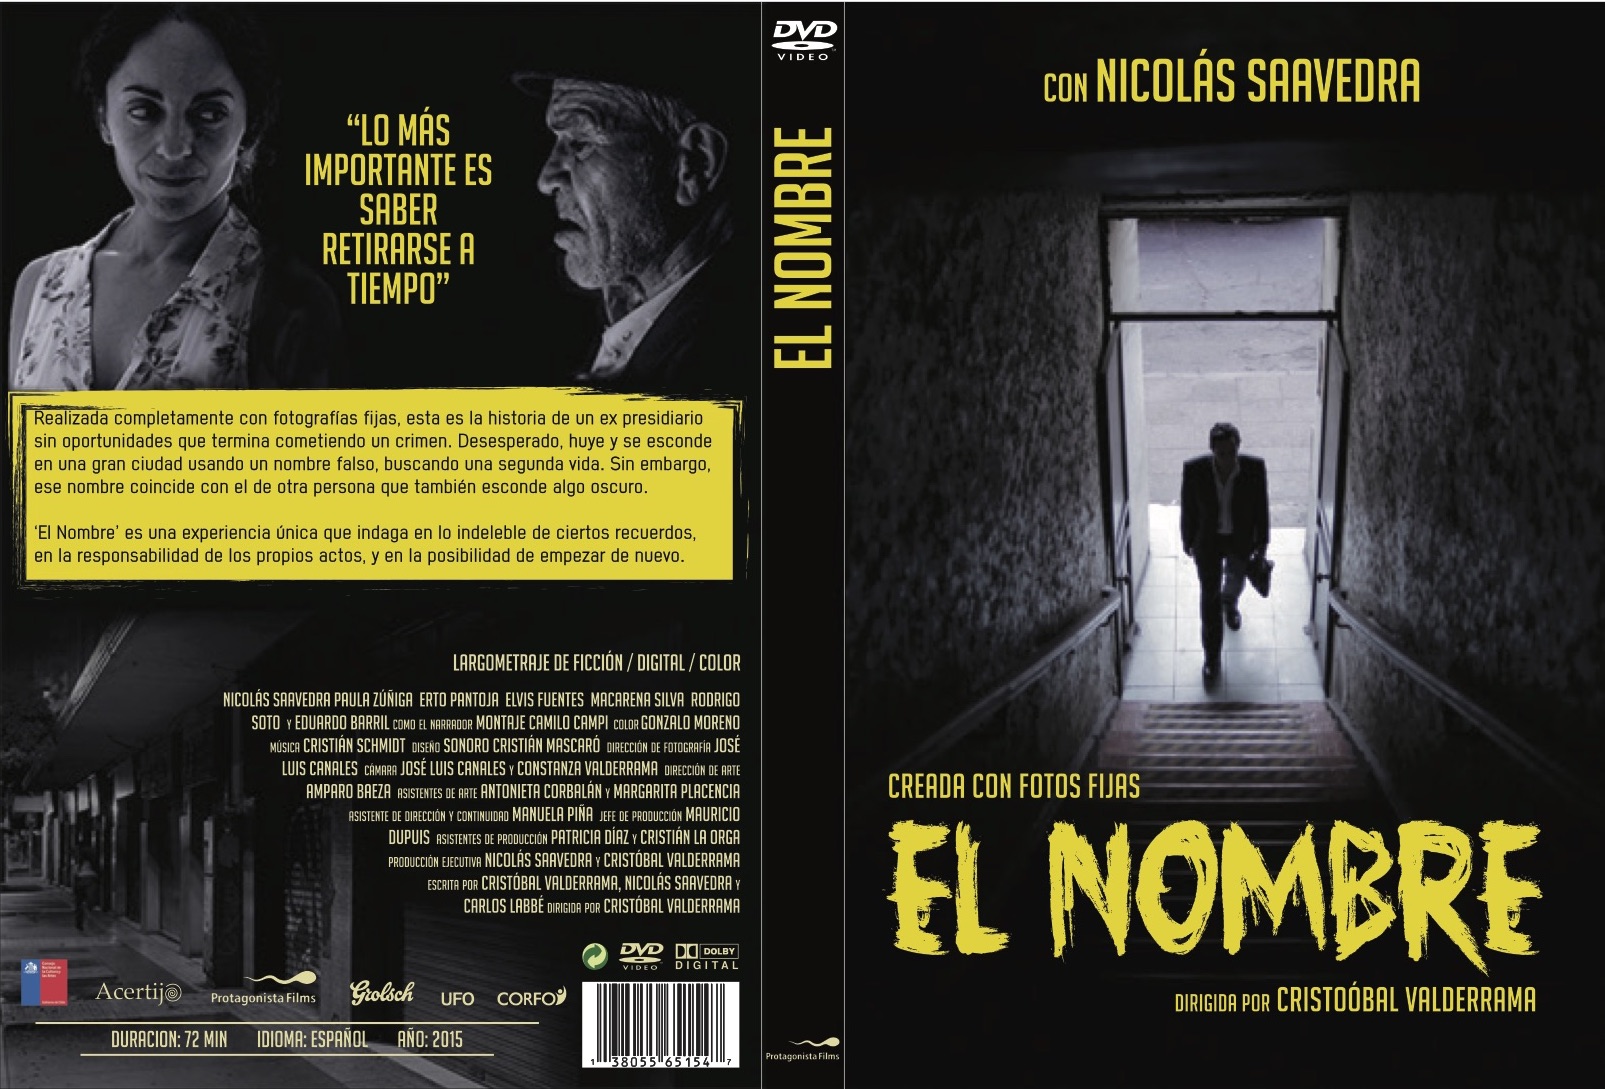 “LO MÁS
IMPORTANTE ES
SABER
RETIRARSE A
TIEMPO”
Realizada completamente con fotografías fijas, esta es la historia de un ex presidiario
sin oportunidades que termina cometiendo un crimen. Desesperado, huye y se esconde
en una gran ciudad usando un nombre falso, buscando una segunda vida. Sin embargo,
ese nombre coincide con el de otra persona que también esconde algo oscuro.
‘El Nombre’ es una experiencia única que indaga en lo indeleble de ciertos recuerdos,
en la responsabilidad de los propios actos, y en la posibilidad de empezar de nuevo.
LARGOMETRAJE DE FICCIÓN / DIGITAL / COLOR
NICOLÁS SAAVEDRA PAULA ZÚÑIGA ERTO PANTOJA ELVIS FUENTES MACARENA SILVA RODRIGO
SOTO Y EDUARDO BARRIL COMO EL NARRADOR MONTAJE CAMILO CAMPI COLOR GONZALO MORENO
MÚSICA CRISTIÁN SCHMIDT DISEÑO SONORO CRISTIÁN MASCARÓ DIRECCIÓN DE FOTOGRAFÍA JOSÉ
LUIS CANALES CÁMARA JOSÉ LUIS CANALES Y CONSTANZA VALDERRAMA DIRECCIÓN DE ARTE
AMPARO BAEZA ASISTENTES DE ARTE ANTONIETA CORBALÁN Y MARGARITA PLACENCIA
ASISTENTE DE DIRECCIÓN Y CONTINUIDAD MANUELA PIÑA JEFE DE PRODUCCIÓN MAURICIO
DUPUIS ASISTENTES DE PRODUCCIÓN PATRICIA DÍAZ Y CRISTIÁN LA ORGA
PRODUCCIÓN EJECUTIVA NICOLÁS SAAVEDRA Y CRISTÓBAL VALDERRAMA
ESCRITA POR CRISTÓBAL VALDERRAMA, NICOLÁS SAAVEDRA Y
CARLOS LABBÉ DIRIGIDA POR CRISTÓBAL VALDERRAMA
DVD VIDEO
DOLBY DIGITAL
Acertijo
Protagonista Films
Grolsch
UFO
CORFO
DURACION: 72 MIN IDIOMA: ESPAÑOL AÑO: 2015
1 38055 65154 7
DVD
VIDEO
EL NOMBRE
Protagonista Films
CON NICOLÁS SAAVEDRA
CREADA CON FOTOS FIJAS
EL NOMBRE
DIRIGIDA POR CRISTOÓBAL VALDERRAMA